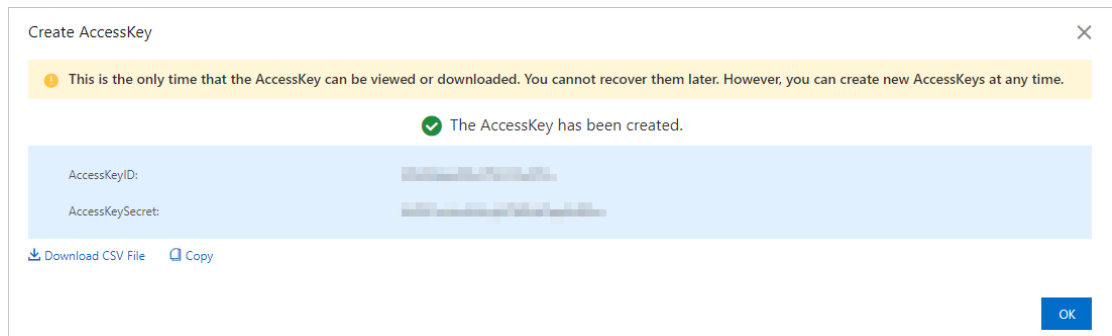 Create AccessKey
This is the only time that the AccessKey can be viewed or downloaded. You cannot recover them later. However, you can create new AccessKeys at any time.
The AccessKey has been created.
AccessKeyID:
AccessKeySecret:
Download CSV File Copy
OK